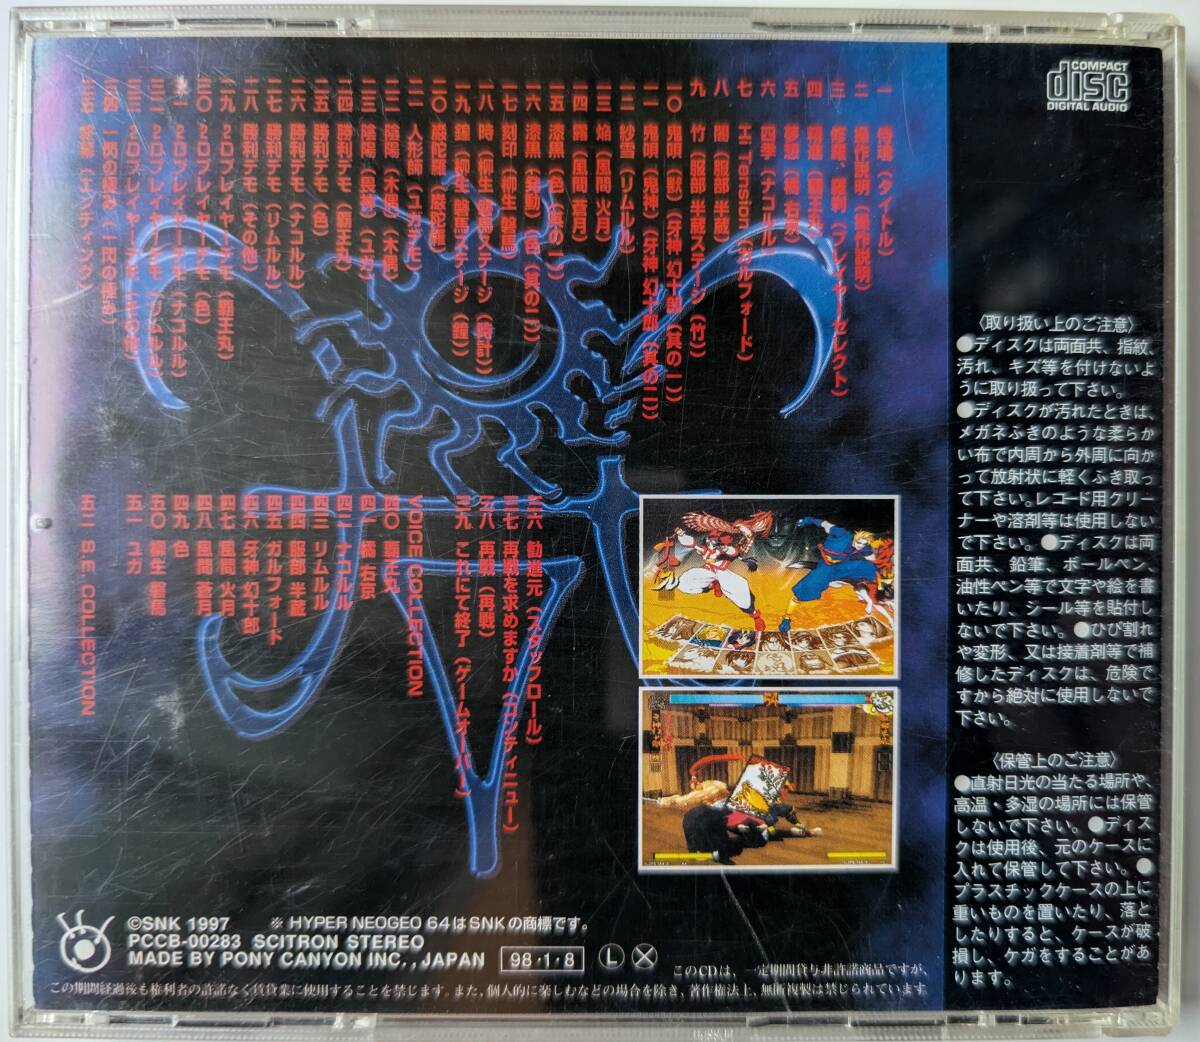 COMPACT
disc
DIGITAL AUDIO
一 侍魂（タイトル）
二 操作説明（操作説明）
三 修羅、羅刹（プレイヤーセレクト）
四 （覇王丸）
五 夢想（橘 右京）
六 四季（ナコルル）
七 Hi Tension（ガルフォード）
八 闇（服部 半蔵）
九 竹（服部 半蔵ステージ（竹））
一〇 鬼唄（獣）（牙神 幻十郎（其の一））
一一 鬼唄（鬼神）（牙神 幻十郎（其の二））
一二 紗雪（リムルル）
一三 焔（風間 火月）
一四 霧（風間 蒼月）
一五 漆黒（色（其の一））
一六 漆黒（色（其の二））
一七 刻印（柳生 磐馬）
一八 時（柳生 磐馬ステージ（時計））
一九 鐘（柳生 磐馬ステージ（鐘））
二〇
二一 人形師（ユガデモ）
二二 陰陽（木偶）（木偶）
二三 陰陽（ユガ）
二四 勝利デモ（覇王丸）
二五 勝利デモ（色）
二六 勝利デモ（ナコルル）
二七 勝利デモ（リムルル）
二八 勝利デモ（その他）
二九 2Dプレイヤーデモ（覇王丸）
三〇 2Dプレイヤーデモ（色）
三一 2Dプレイヤーデモ（ナコルル）
三二 2Dプレイヤーデモ（リムルル）
三三 2Dプレイヤーデモ（その他）
三四 一閃の極み（一閃の極み）
三五 終幕（エンディング）
三六 勧進元（スタッフロール）
三七 再戦を求めますか（コンティニュー）
三八 再戦（再戦）
三九 これにて終了（ゲームオーバー）
VOICE COLLECTION
四〇 覇王丸
四一 橘 右京
四二 ナコルル
四三 リムルル
四四 服部 半蔵
四五 ガルフォード
四六 牙神 幻十郎
四七 風間 火月
四八 風間 蒼月
四九 色
五〇 柳生 磐馬
五一 ユガ
五二 S.E. COLLECTION
〈取り扱い上のご注意〉
●ディスクは両面共、指紋、
汚れ、キズ等を付けないよ
うに取り扱って下さい。
●ディスクが汚れたときは、
メガネふきのような柔らか
い布で内周から外周に向か
って放射状に軽くふき取っ
て下さい。レコード用クリー
ナーや溶剤等は使用しない
で下さい。●ディスクは両
面共、鉛筆、ボールペン、
油性ペン等で文字や絵を書
いたり、シール等を貼付し
ないで下さい。●ひび割れ
や変形、又は接着剤等で補
修したディスクは、危険で
すから絶対に使用しないで
下さい。
〈保管上のご注意〉
●直射日光の当たる場所や、
高温・多湿の場所には保管
しないで下さい。●ディス
クは使用後、元のケースに
入れて保管して下さい。●
プラスチックケースの上に
重いものを置いたり、落と
したりすると、ケースが破
損し、ケガをすることがあ
ります。
©SNK 1997 ※ HYPER NEOGEO 64はSNKの商標です。
PCCB-00283 SCITRON STEREO
MADE BY PONY CANYON INC., JAPAN 98・1・8 L X
このCDは、一定期間貸与非許諾商品ですが、
この期間経過後も権利者の許諾なく賃貸業に使用することを禁じます。また、個人的に楽しむなどの場合を除き、著作権法上、無断複製は禁じられています